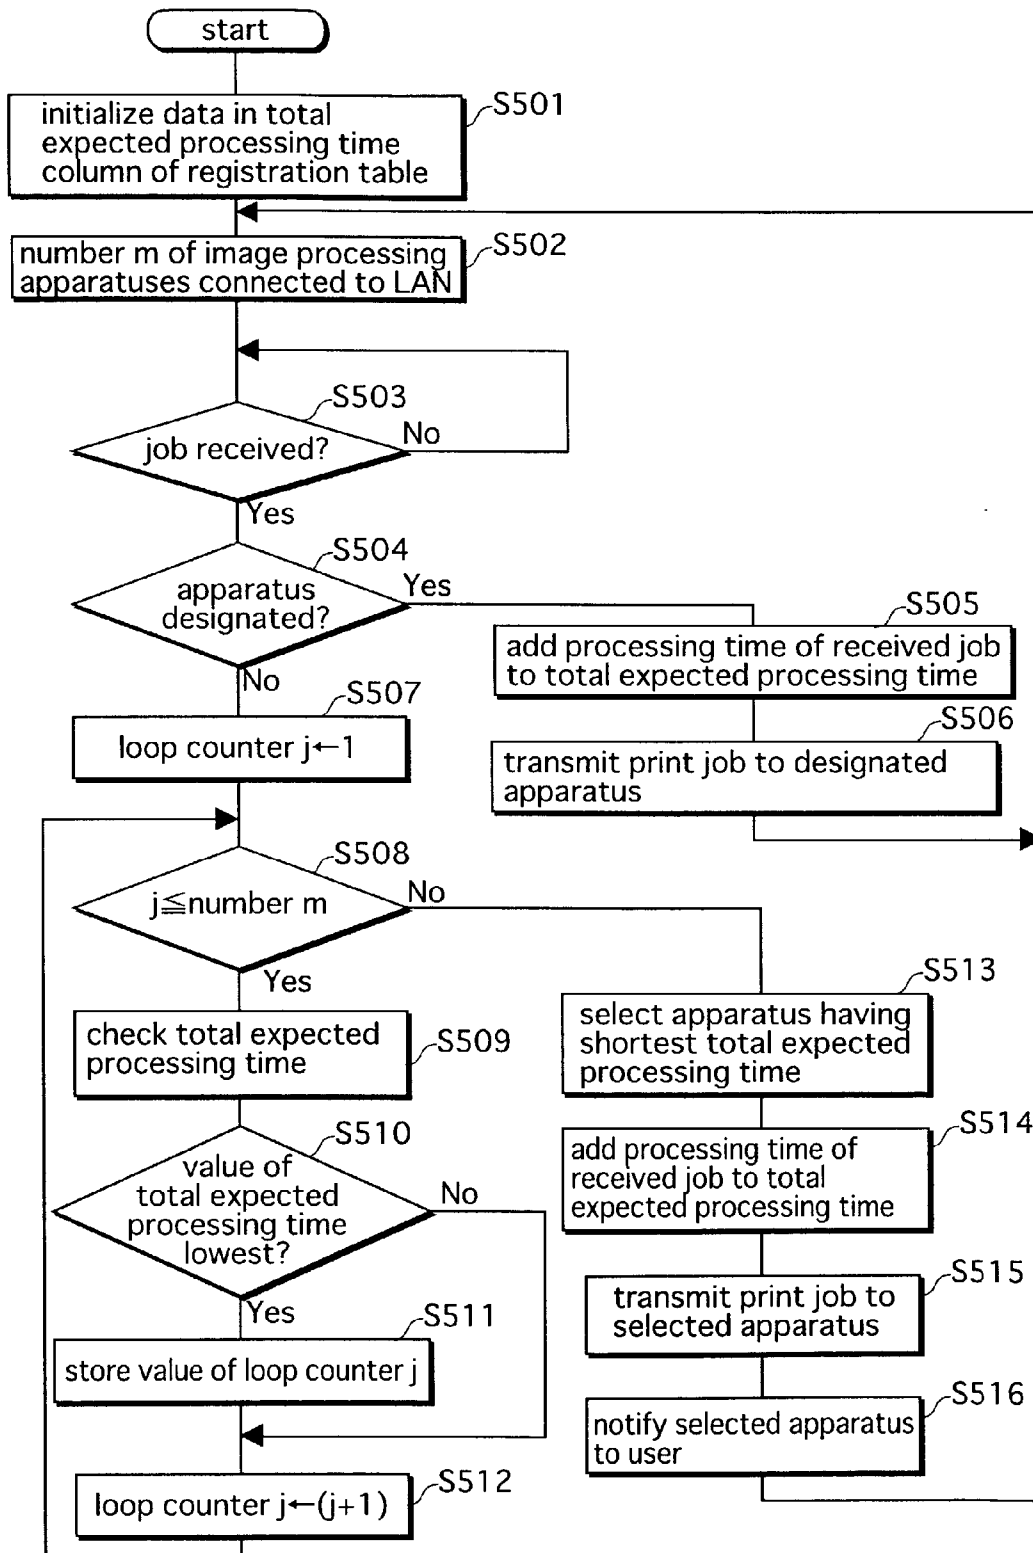 start
S501
initialize data in total
expected processing time
column of registration table
S502
number m of image processing
apparatuses connected to LAN
S503
job received?
No
Yes
S504
apparatus
designated?
Yes
No
S505
add processing time of received job
to total expected processing time
S506
transmit print job to designated
apparatus
S507
loop counter j←1
S508
j≦number m
No
Yes
S509
check total expected
processing time
S510
value of
total expected
processing time
lowest?
No
Yes
S511
store value of loop counter j
S512
loop counter j←(j+1)
S513
select apparatus having
shortest total expected
processing time
S514
add processing time of
received job to total
expected processing time
S515
transmit print job to
selected apparatus
S516
notify selected apparatus
to user